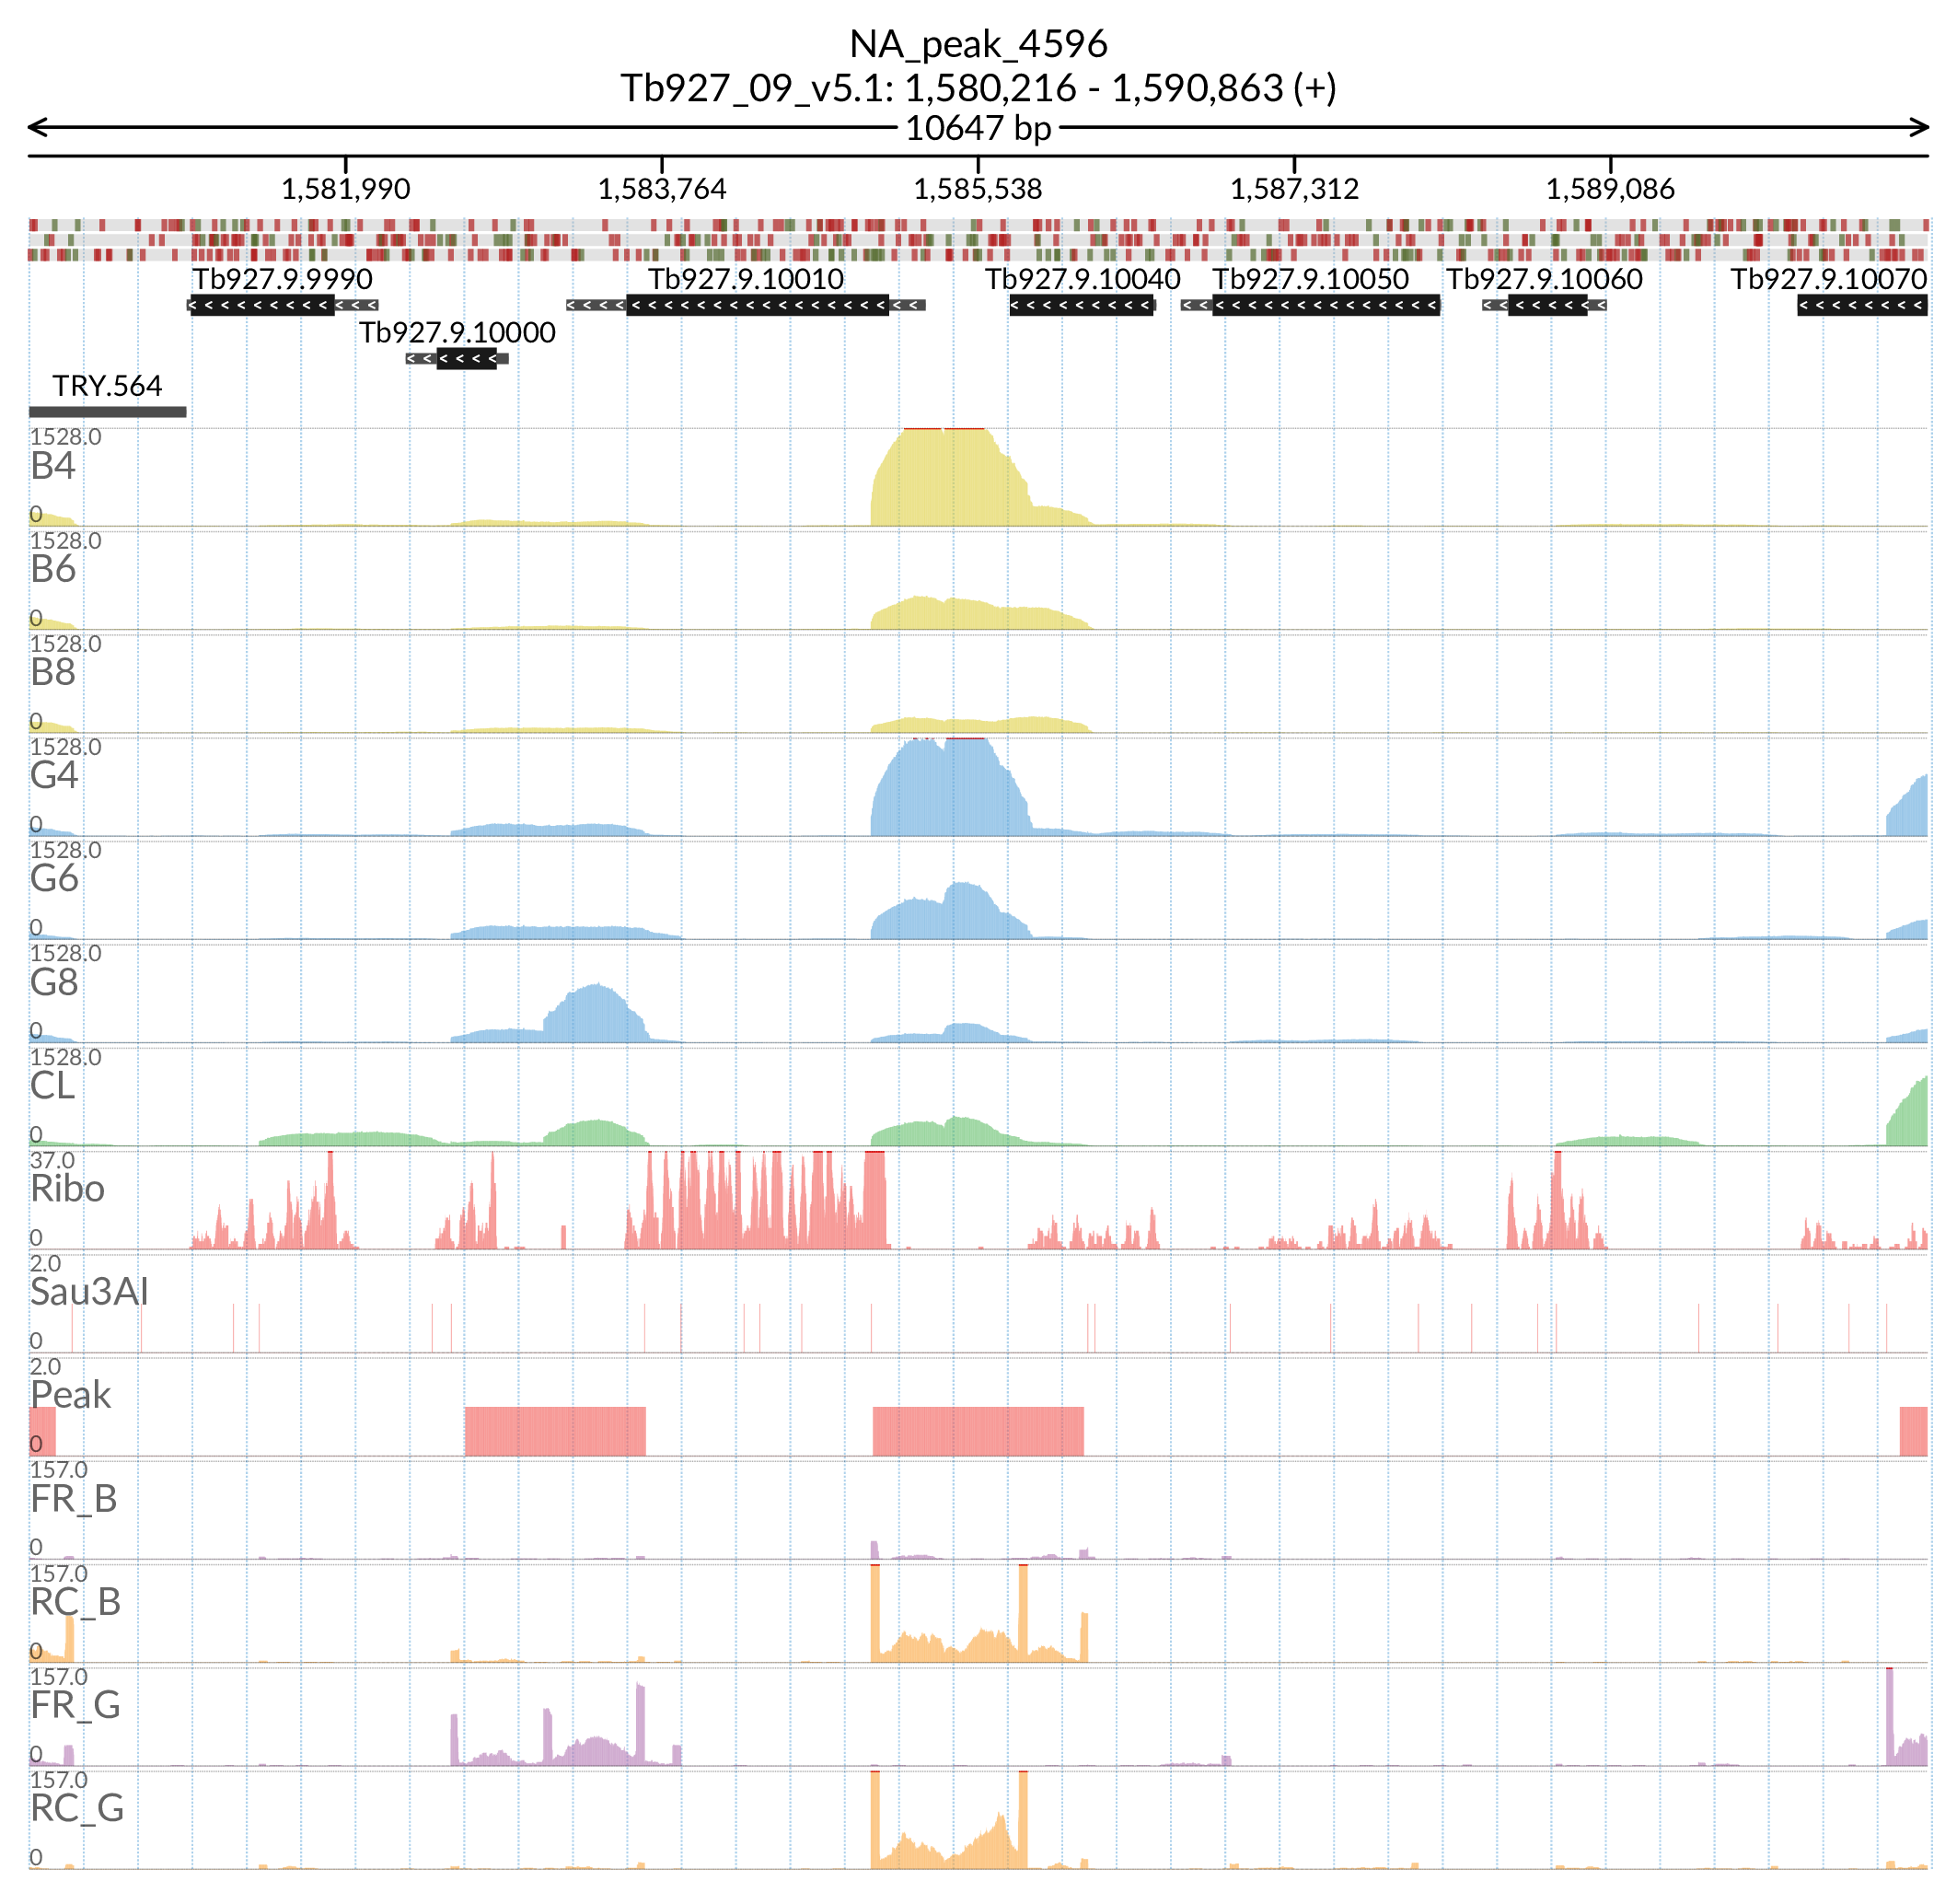 NA_peak_4596
Tb927_09_v5.1: 1,580,216 - 1,590,863 (+)
10647 bp
1,581,990 1,583,764 1,585,538 1,587,312 1,589,086
Tb927.9.9990 Tb927.9.10010 Tb927.9.10040 Tb927.9.10050 Tb927.9.10060 Tb927.9.10070
Tb927.9.10000
TRY.564
1528.0
B4
0
1528.0
B6
0
1528.0
B8
0
1528.0
G4
0
1528.0
G6
0
1528.0
G8
0
1528.0
CL
0
37.0
Ribo
0
2.0
Sau3AI
0
2.0
Peak
0
157.0
FR_B
0
157.0
RC_B
0
157.0
FR_G
0
157.0
RC_G
0